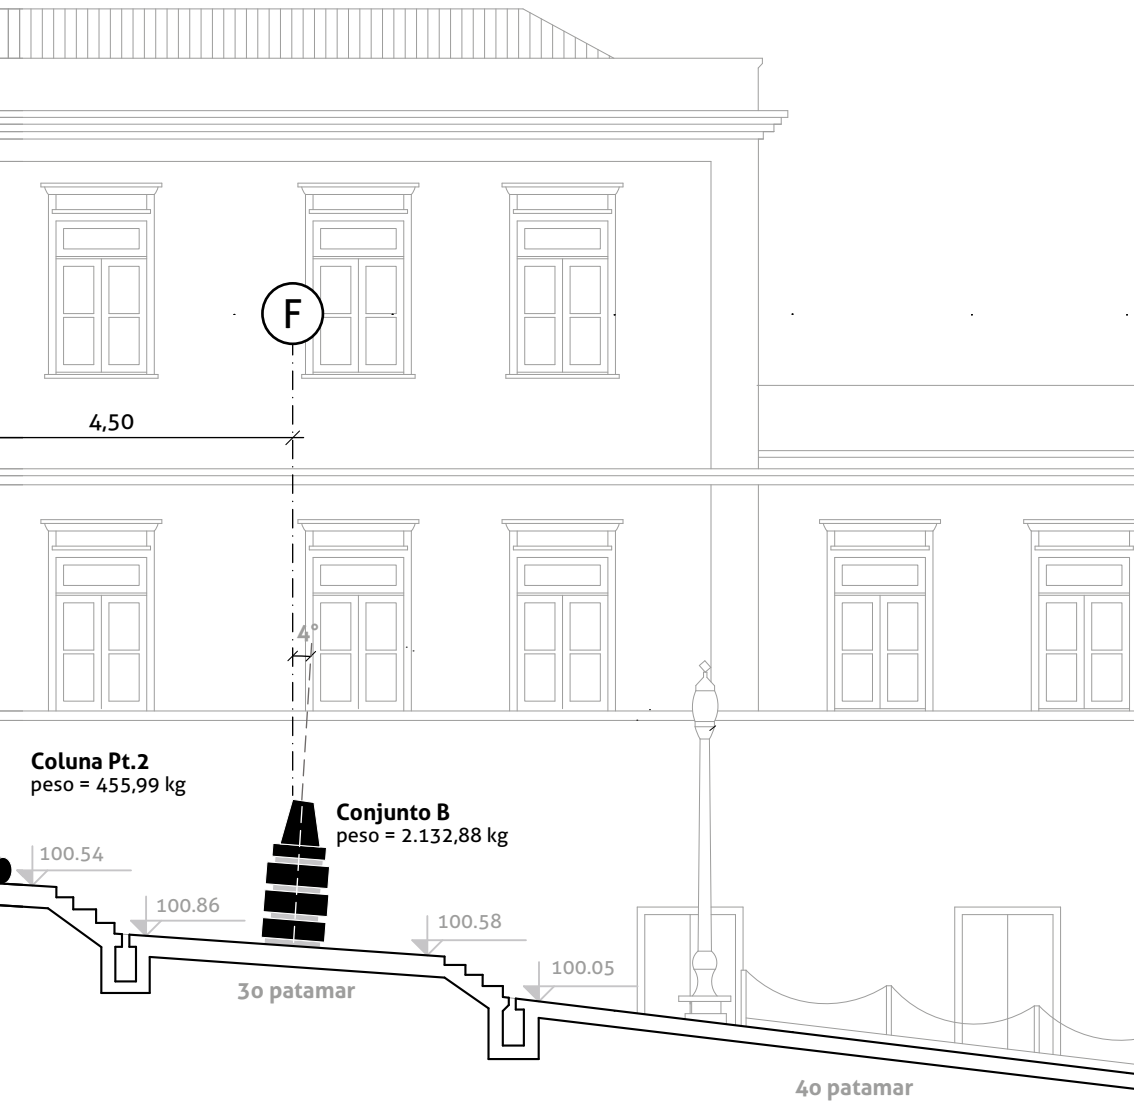 F
4,50
4°
Coluna Pt.2
peso = 455,99 kg
Conjunto B
peso = 2.132,88 kg
100.54
100.86
100.58
100.05
3o patamar
4o patamar